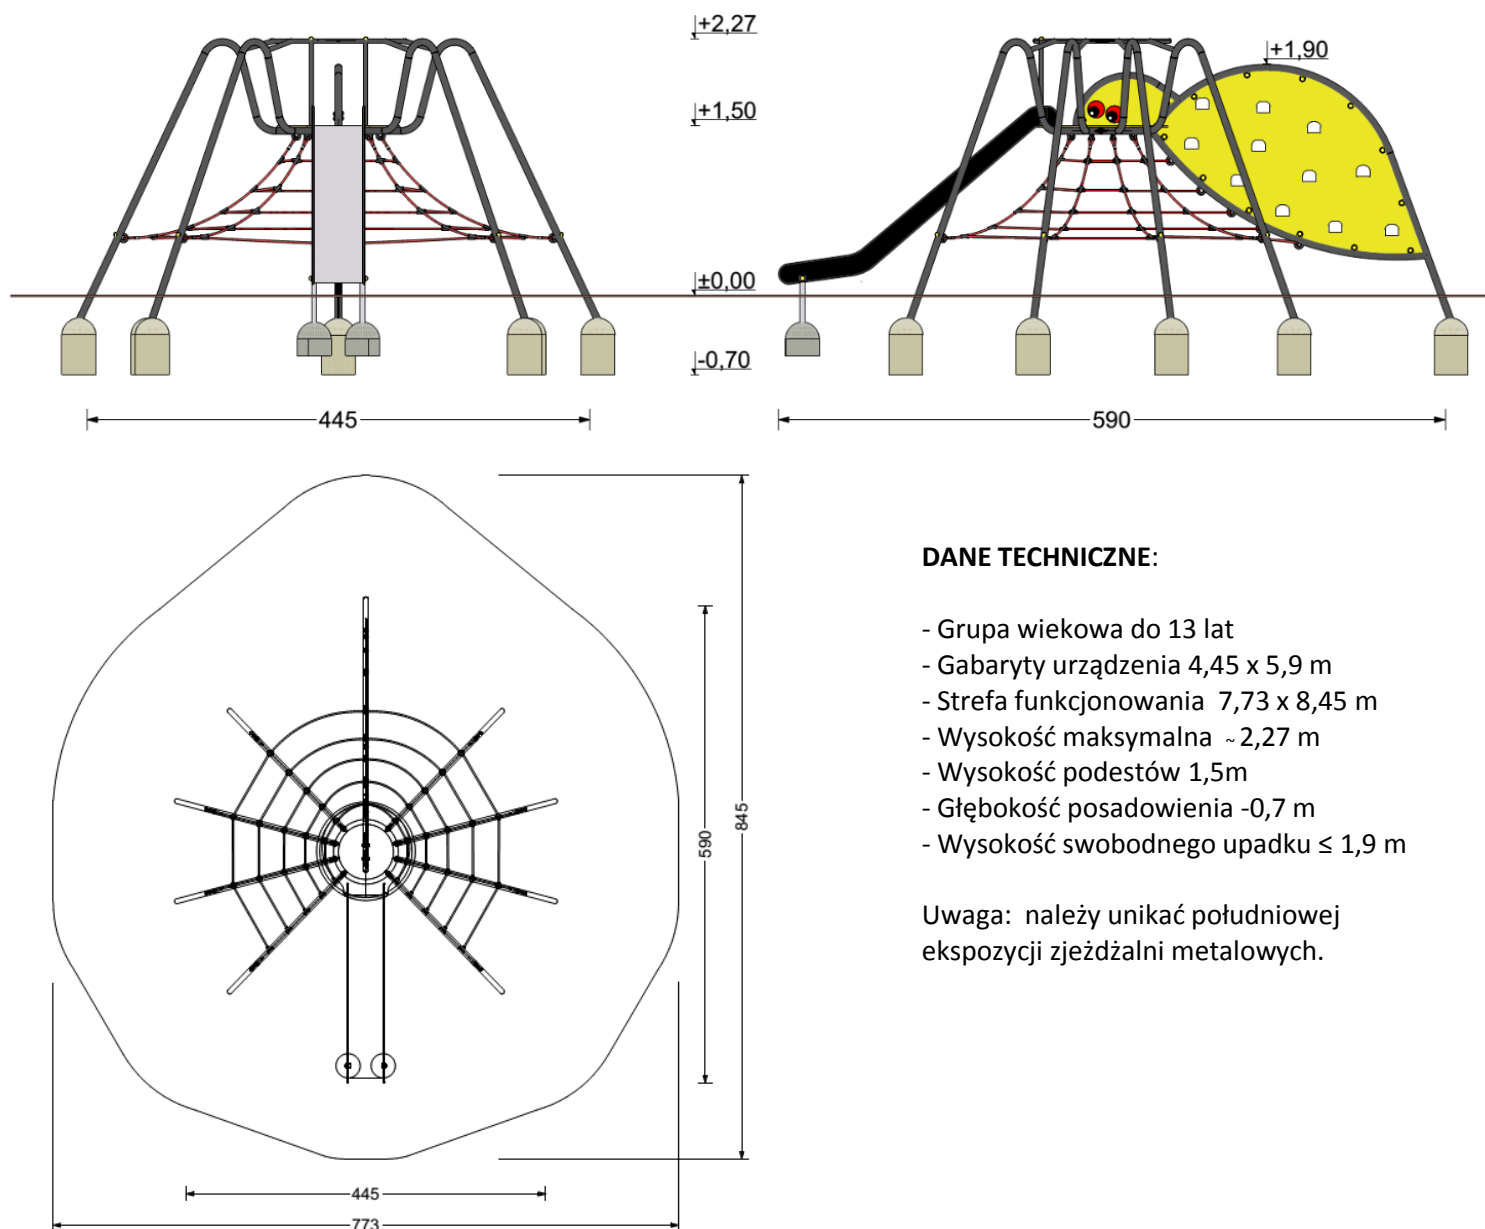 +2,27
+1,50
±0,00
-0,70
+1,90
445
590
DANE TECHNICZNE:
- Grupa wiekowa do 13 lat
- Gabaryty urządzenia 4,45 x 5,9 m
- Strefa funkcjonowania  7,73 x 8,45 m
- Wysokość maksymalna  ~ 2,27 m
- Wysokość podestów 1,5m
- Głębokość posadowienia -0,7 m
- Wysokość swobodnego upadku ≤ 1,9 m
Uwaga:  należy unikać południowej
ekspozycji zjeżdżalni metalowych.
590
845
445
773